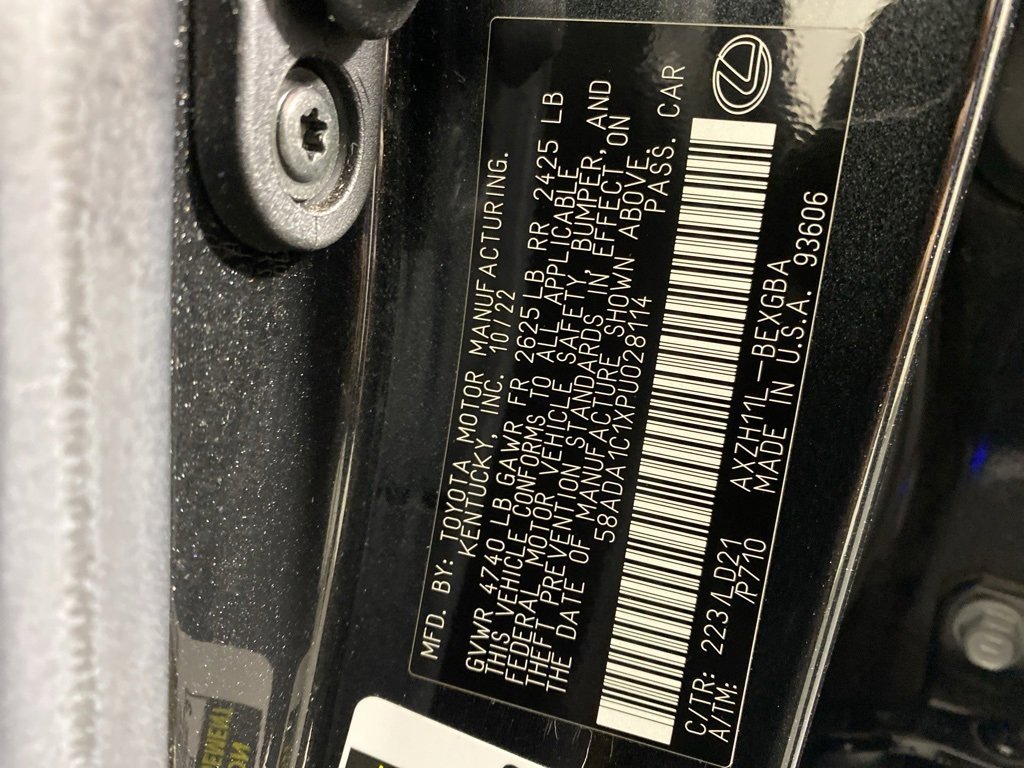 MFD. BY: TOYOTA MOTOR MANUFACTURING.
KENTUCKY, INC. 10/22
GVWR 4740 LB GAWR FR 2625 LB RR 2425 LB
THIS VEHICLE CONFORMS TO ALL APPLICABLE
FEDERAL MOTOR VEHICLE SAFETY, BUMPER, AND
THEFT PREVENTION STANDARDS IN EFFECT ON
THE DATE OF MANUFACTURE SHOWN ABOVE.
58ADA1C1XPU028114 PASS. CAR
C/TR: 223/LD21 AXZH11L-BEXGBA
A/TM: /P710 MADE IN U.S.A. 93606